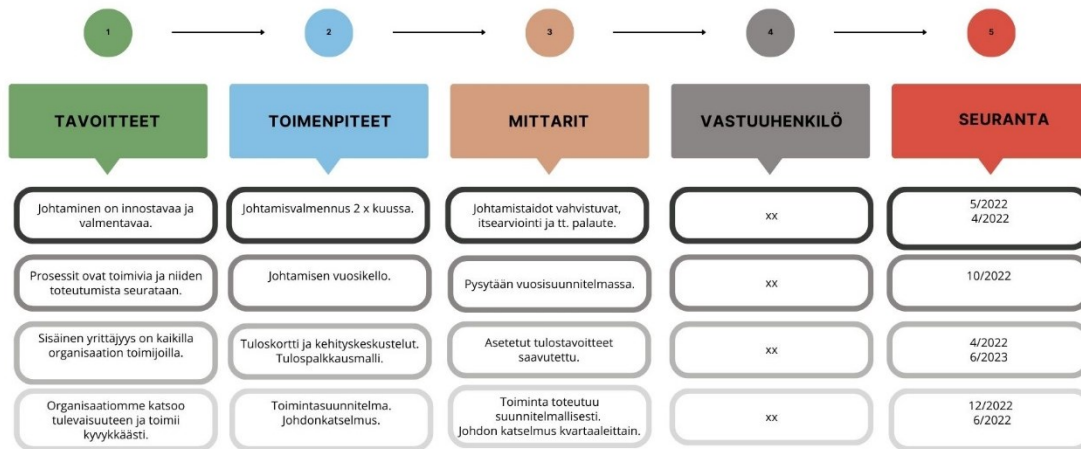 1
2
3
4
5
TAVOITTEET
TOIMENPITEET
MITTARIT
VASTUUHENKILÖ
SEURANTA
Johtaminen on innostavaa ja
valmentavaa.
Johtamisvalmennus 2 x kuussa.
Johtamistaidot vahvistuvat,
itsearviointi ja tt. palaute.
xx
5/2022
4/2022
Prosessit ovat toimivia ja niiden
toteutumista seurataan.
Johtamisen vuosikello.
Pysytään vuosisuunnitelmassa.
xx
10/2022
Sisäinen yrittäjyys on kaikilla
organisaation toimijoilla.
Tuloskortti ja kehityskeskustelut.
Tulospalkkausmalli.
Asetetut tulostavoitteet
saavutettu.
xx
4/2022
6/2023
Organisaatiomme katsoo
tulevaisuuteen ja toimii
kyvykkäästi.
Toimintasuunnitelma.
Johdonkatselmus.
Toiminta toteutuu
suunnitelmallisesti.
Johdon katselmus kvartaaleittain.
xx
12/2022
6/2022